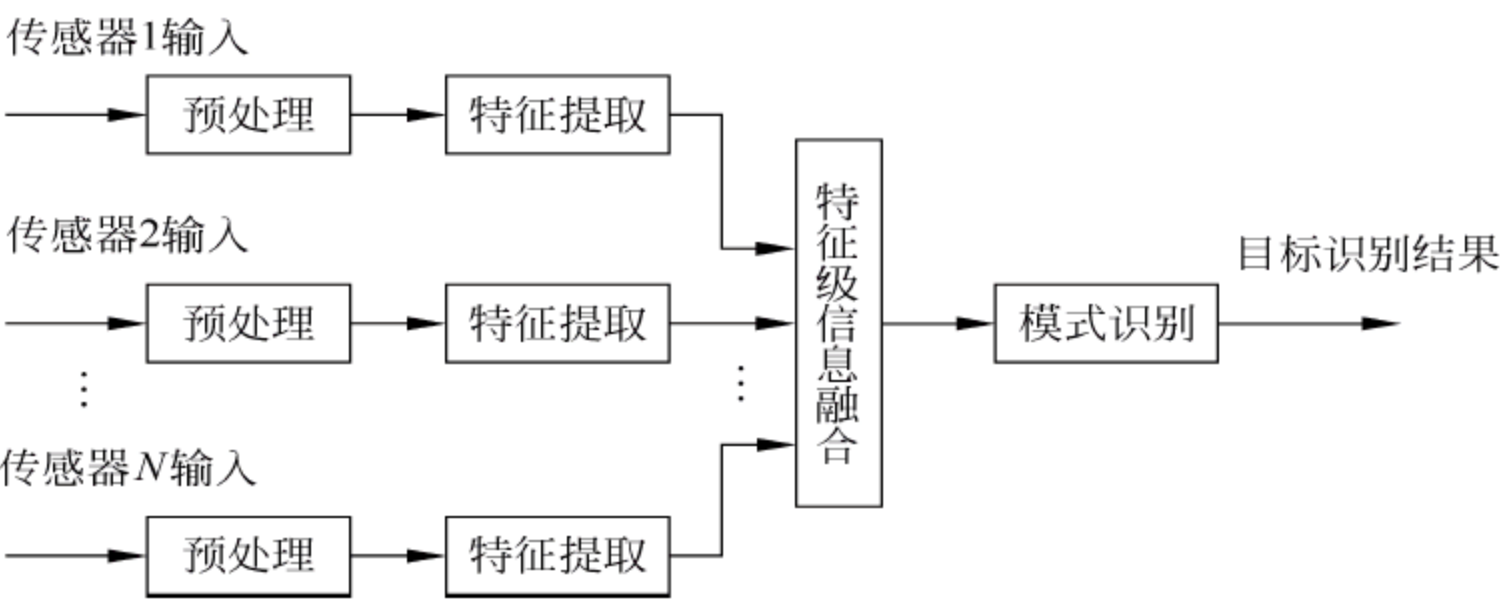 传感器1输入
预处理
特征提取
传感器2输入
预处理
特征提取
⋮
⋮
传感器N输入
预处理
特征提取
特征级信息融合
模式识别
目标识别结果